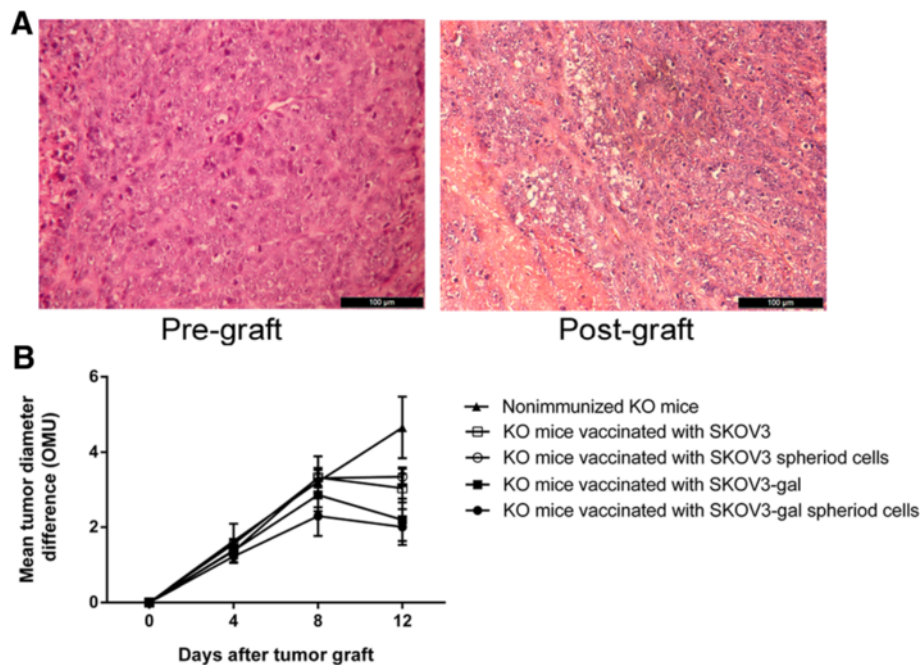 A
100 µm
100 µm
Pre-graft
Post-graft
B
Mean tumor diameter
difference (OMU)
6
4
2
0
0
4
8
12
Days after tumor graft
Nonimmunized KO mice
KO mice vaccinated with SKOV3
KO mice vaccinated with SKOV3 spheriod cells
KO mice vaccinated with SKOV3-gal
KO mice vaccinated with SKOV3-gal spheriod cells